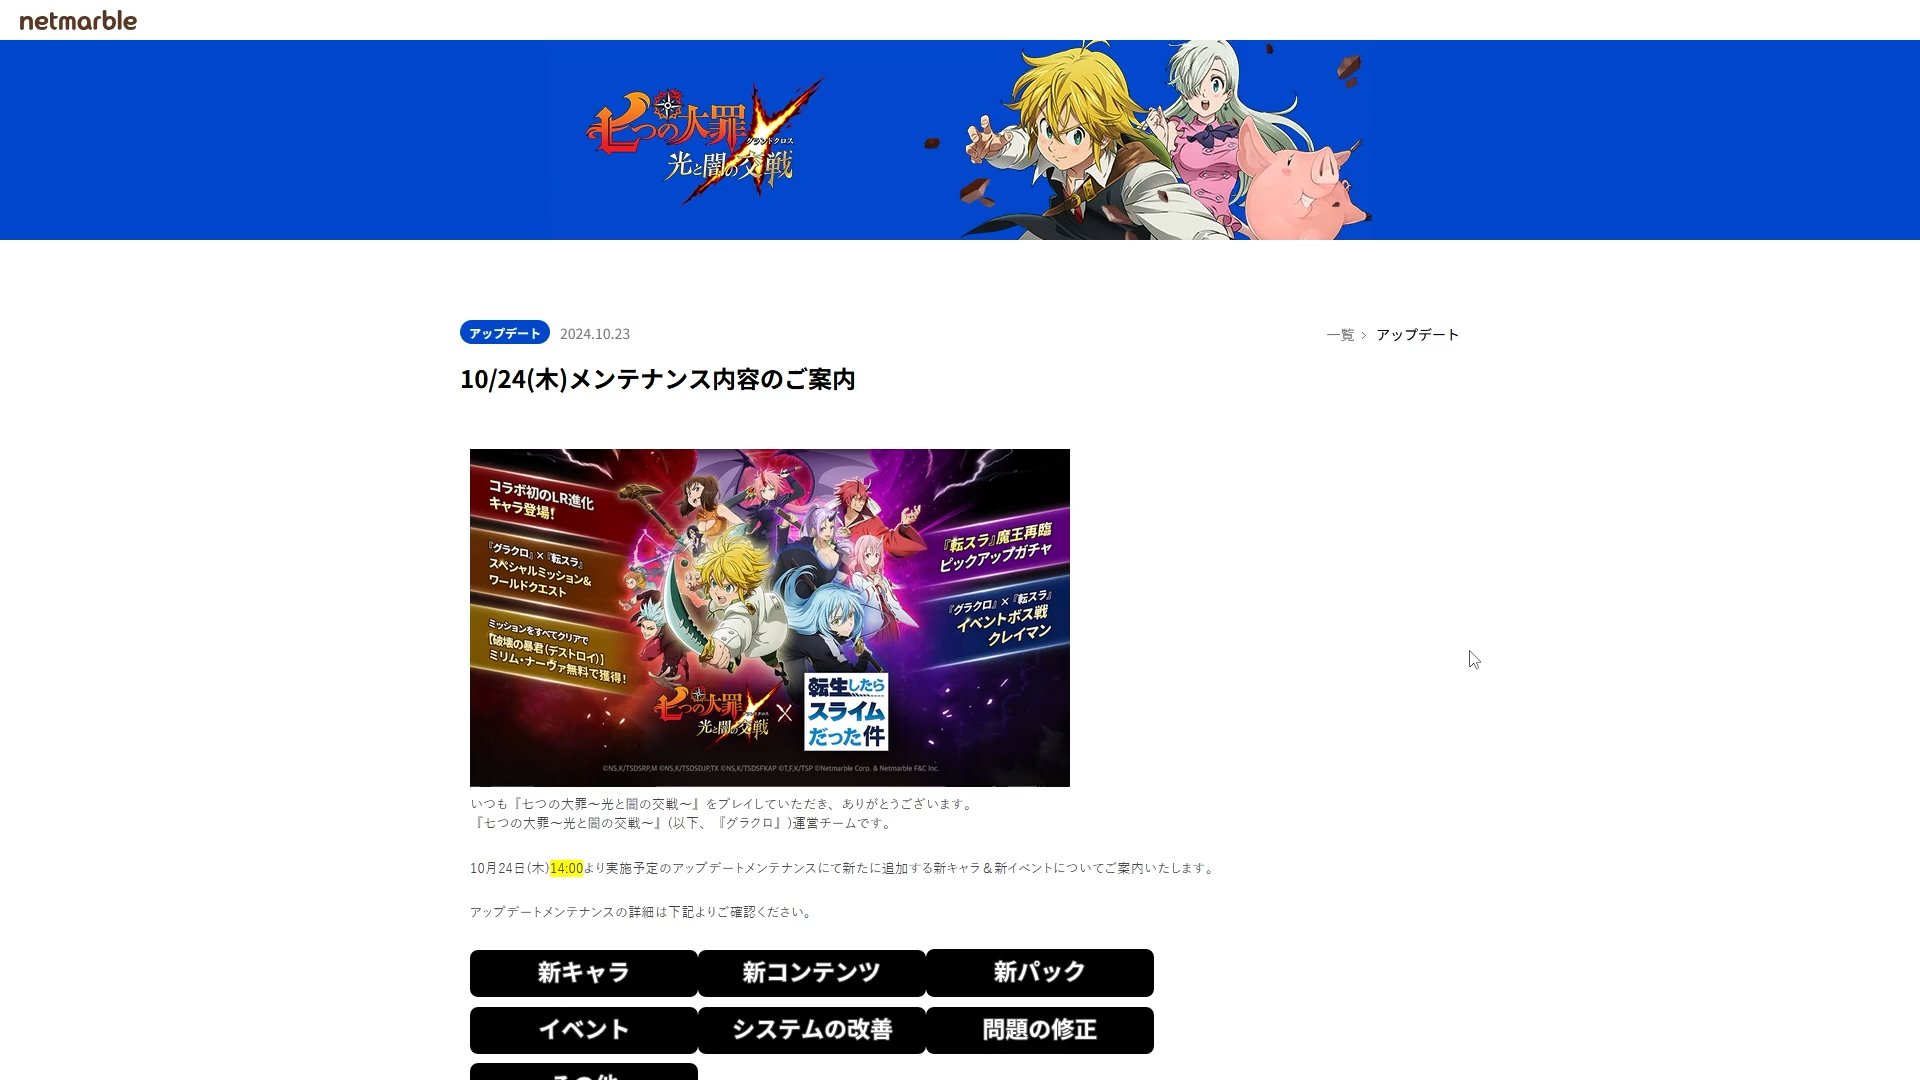 netmarble
七つの大罪
グランドクロス
光と闇の交戦
アップデート 2024.10.23
一覧 > アップデート
10/24(木)メンテナンス内容のご案内
コラボ初のLR進化
キャラ登場!
『グラクロ』×『転スラ』
スペシャルミッション&
ワールドクエスト
ミッションをすべてクリアで
【破壊の暴君(デストロイ)】
ミリム・ナーヴァ無料で獲得!
『転スラ』魔王再臨
ピックアップガチャ
『グラクロ』×『転スラ』
イベントボス戦
クレイマン
七つの大罪
光と闇の交戦
X
転生したら
スライム
だった件
©NS,K/TSDSRP,M ©NS,K/TSDSDJP,TX ©NS,K/TSDSFKAP ©T,F,K/TSP ©Netmarble Corp. & Netmarble F&C Inc.
いつも『七つの大罪~光と闇の交戦~』をプレイしていただき、ありがとうございます。
『七つの大罪~光と闇の交戦~』(以下、『グラクロ』)運営チームです。
10月24日(木)14:00より実施予定のアップデートメンテナンスにて新たに追加する新キャラ&新イベントについてご案内いたします。
アップデートメンテナンスの詳細は下記よりご確認ください。
新キャラ 新コンテンツ 新パック
イベント システムの改善 問題の修正